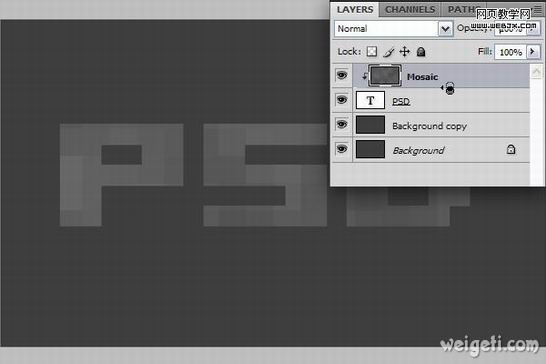 LAYERS CHANNELS PATHS
网页教学网
www.webjx.com
Normal Opacity: 100%
Lock: Fill: 100%
Mosaic
T PSD
Background copy
Background
PSD
weigeti.com